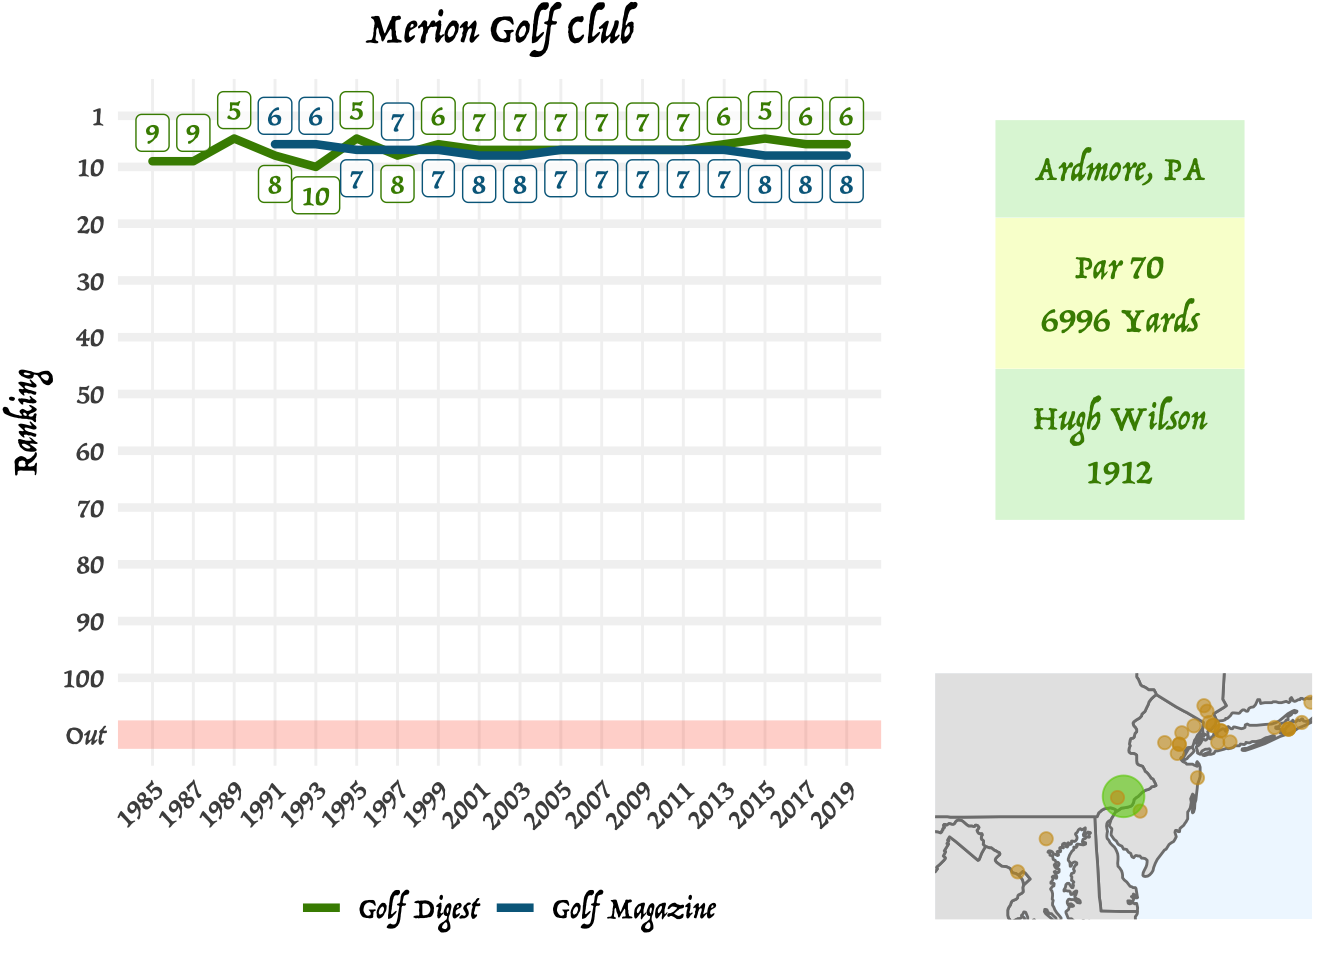 Merion Golf Club
Ranking
1
10
20
30
40
50
60
70
80
90
100
Out
9 9 5 6 6 5 7 6 7 7 7 7 7 7 6 5 6 6
8 10 7 8 7 8 8 7 7 7 7 7 8 8 8
1985 1987 1989 1991 1993 1995 1997 1999 2001 2003 2005 2007 2009 2011 2013 2015 2017 2019
Golf Digest Golf Magazine
Ardmore, PA
Par 70
6996 Yards
Hugh Wilson
1912